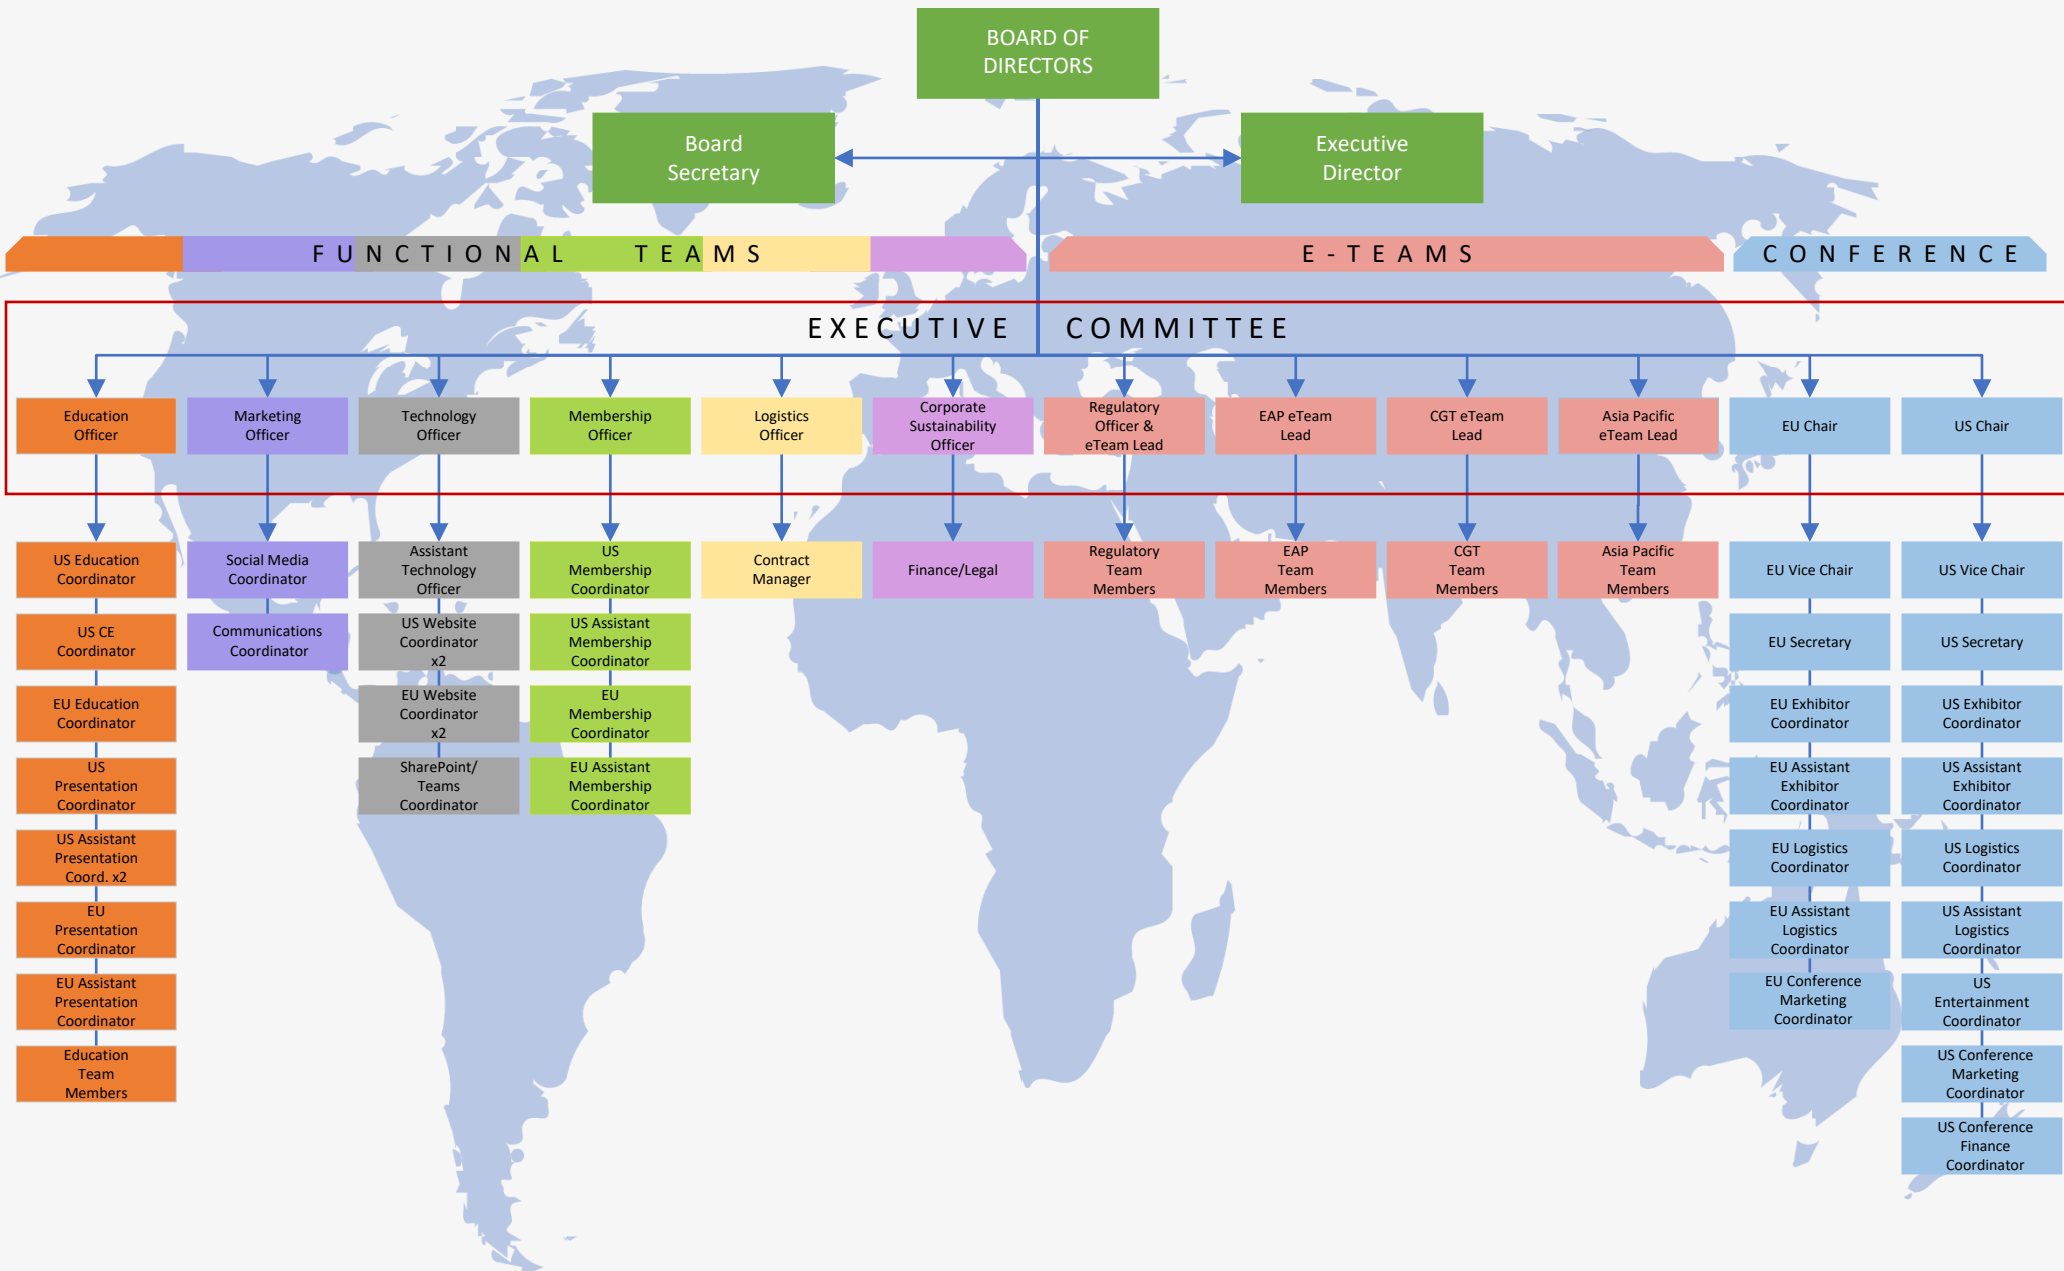 BOARD OF
DIRECTORS
Board
Secretary
Executive
Director
FUNCTIONAL TEAMS
E-TEAMS
CONFERENCE
EXECUTIVE COMMITTEE
Education
Officer
Marketing
Officer
Technology
Officer
Membership
Officer
Logistics
Officer
Corporate
Sustainability
Officer
Regulatory
Officer &
eTeam Lead
EAP eTeam
Lead
CGT eTeam
Lead
Asia Pacific
eTeam Lead
EU Chair
US Chair
US Education
Coordinator
US CE
Coordinator
EU Education
Coordinator
US
Presentation
Coordinator
US Assistant
Presentation
Coord. x2
EU
Presentation
Coordinator
EU Assistant
Presentation
Coordinator
Education
Team
Members
Social Media
Coordinator
Communications
Coordinator
Assistant
Technology
Officer
US Website
Coordinator
x2
EU Website
Coordinator
x2
SharePoint/
Teams
Coordinator
US
Membership
Coordinator
US Assistant
Membership
Coordinator
EU
Membership
Coordinator
EU Assistant
Membership
Coordinator
Contract
Manager
Finance/Legal
Regulatory
Team
Members
EAP
Team
Members
CGT
Team
Members
Asia Pacific
Team
Members
EU Vice Chair
EU Secretary
EU Exhibitor
Coordinator
EU Assistant
Exhibitor
Coordinator
EU Logistics
Coordinator
EU Assistant
Logistics
Coordinator
EU Conference
Marketing
Coordinator
US Vice Chair
US Secretary
US Exhibitor
Coordinator
US Assistant
Exhibitor
Coordinator
US Logistics
Coordinator
US Assistant
Logistics
Coordinator
US
Entertainment
Coordinator
US Conference
Marketing
Coordinator
US Conference
Finance
Coordinator